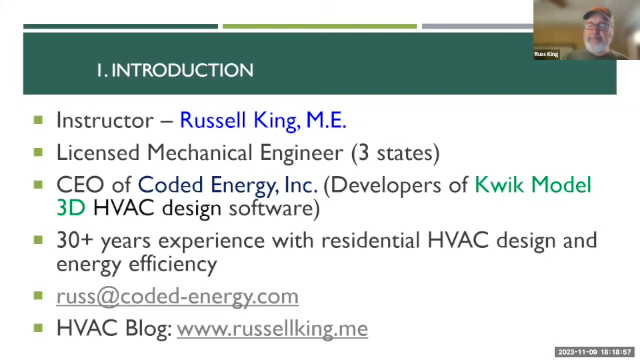 Russ King
1. INTRODUCTION
Instructor – Russell King, M.E.
Licensed Mechanical Engineer (3 states)
CEO of Coded Energy, Inc. (Developers of Kwik Model
3D HVAC design software)
30+ years experience with residential HVAC design and
energy efficiency
russ@coded-energy.com
HVAC Blog: www.russellking.me
2023-11-09 18:18:57